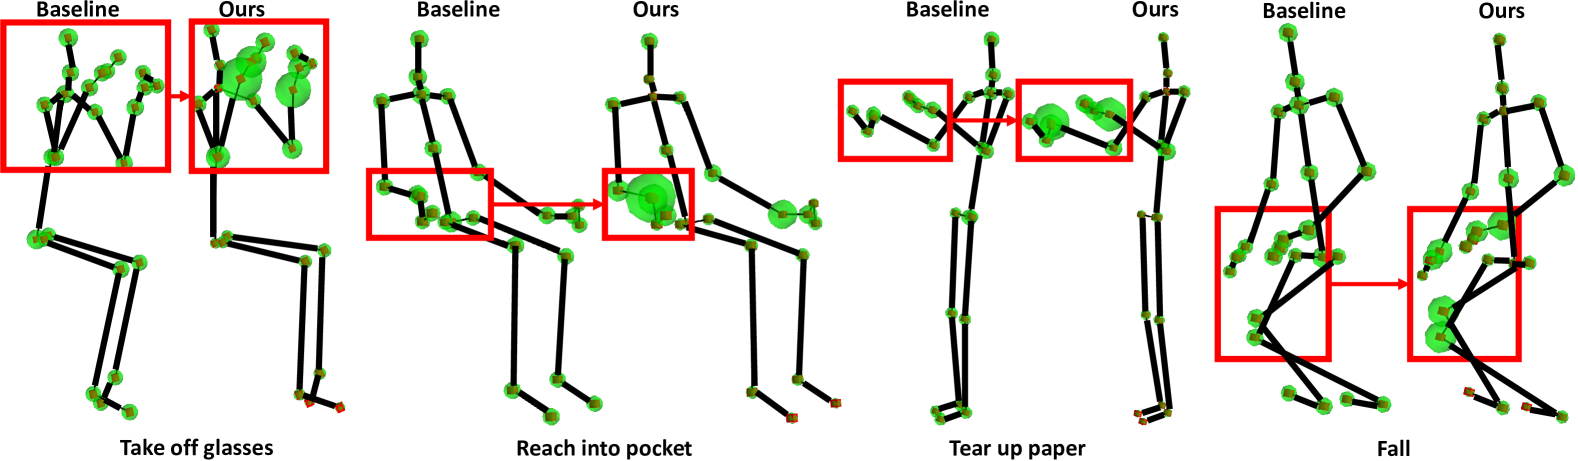 Baseline Ours Baseline Ours Baseline Ours Baseline Ours
Take off glasses Reach into pocket Tear up paper Fall